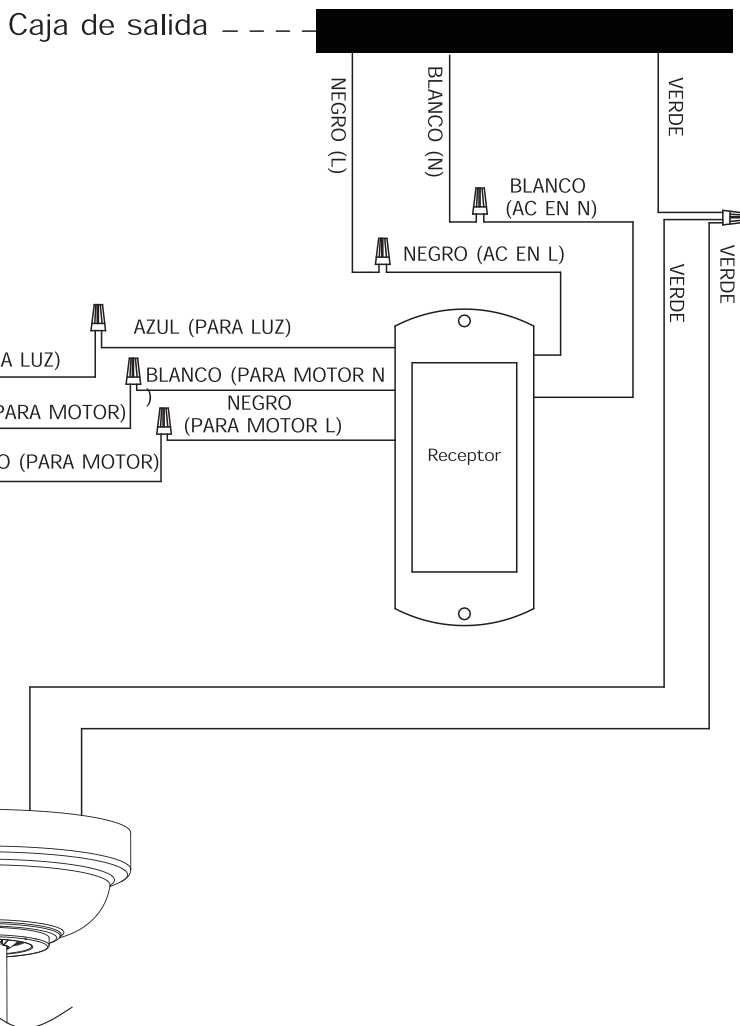 Caja de salida
NEGRO (L)
BLANCO (N)
VERDE
BLANCO
(AC EN N)
NEGRO (AC EN L)
VERDE
VERDE
AZUL (PARA LUZ)
A LUZ)
BLANCO (PARA MOTOR N
)
PARA MOTOR)
NEGRO
(PARA MOTOR L)
O (PARA MOTOR)
Receptor